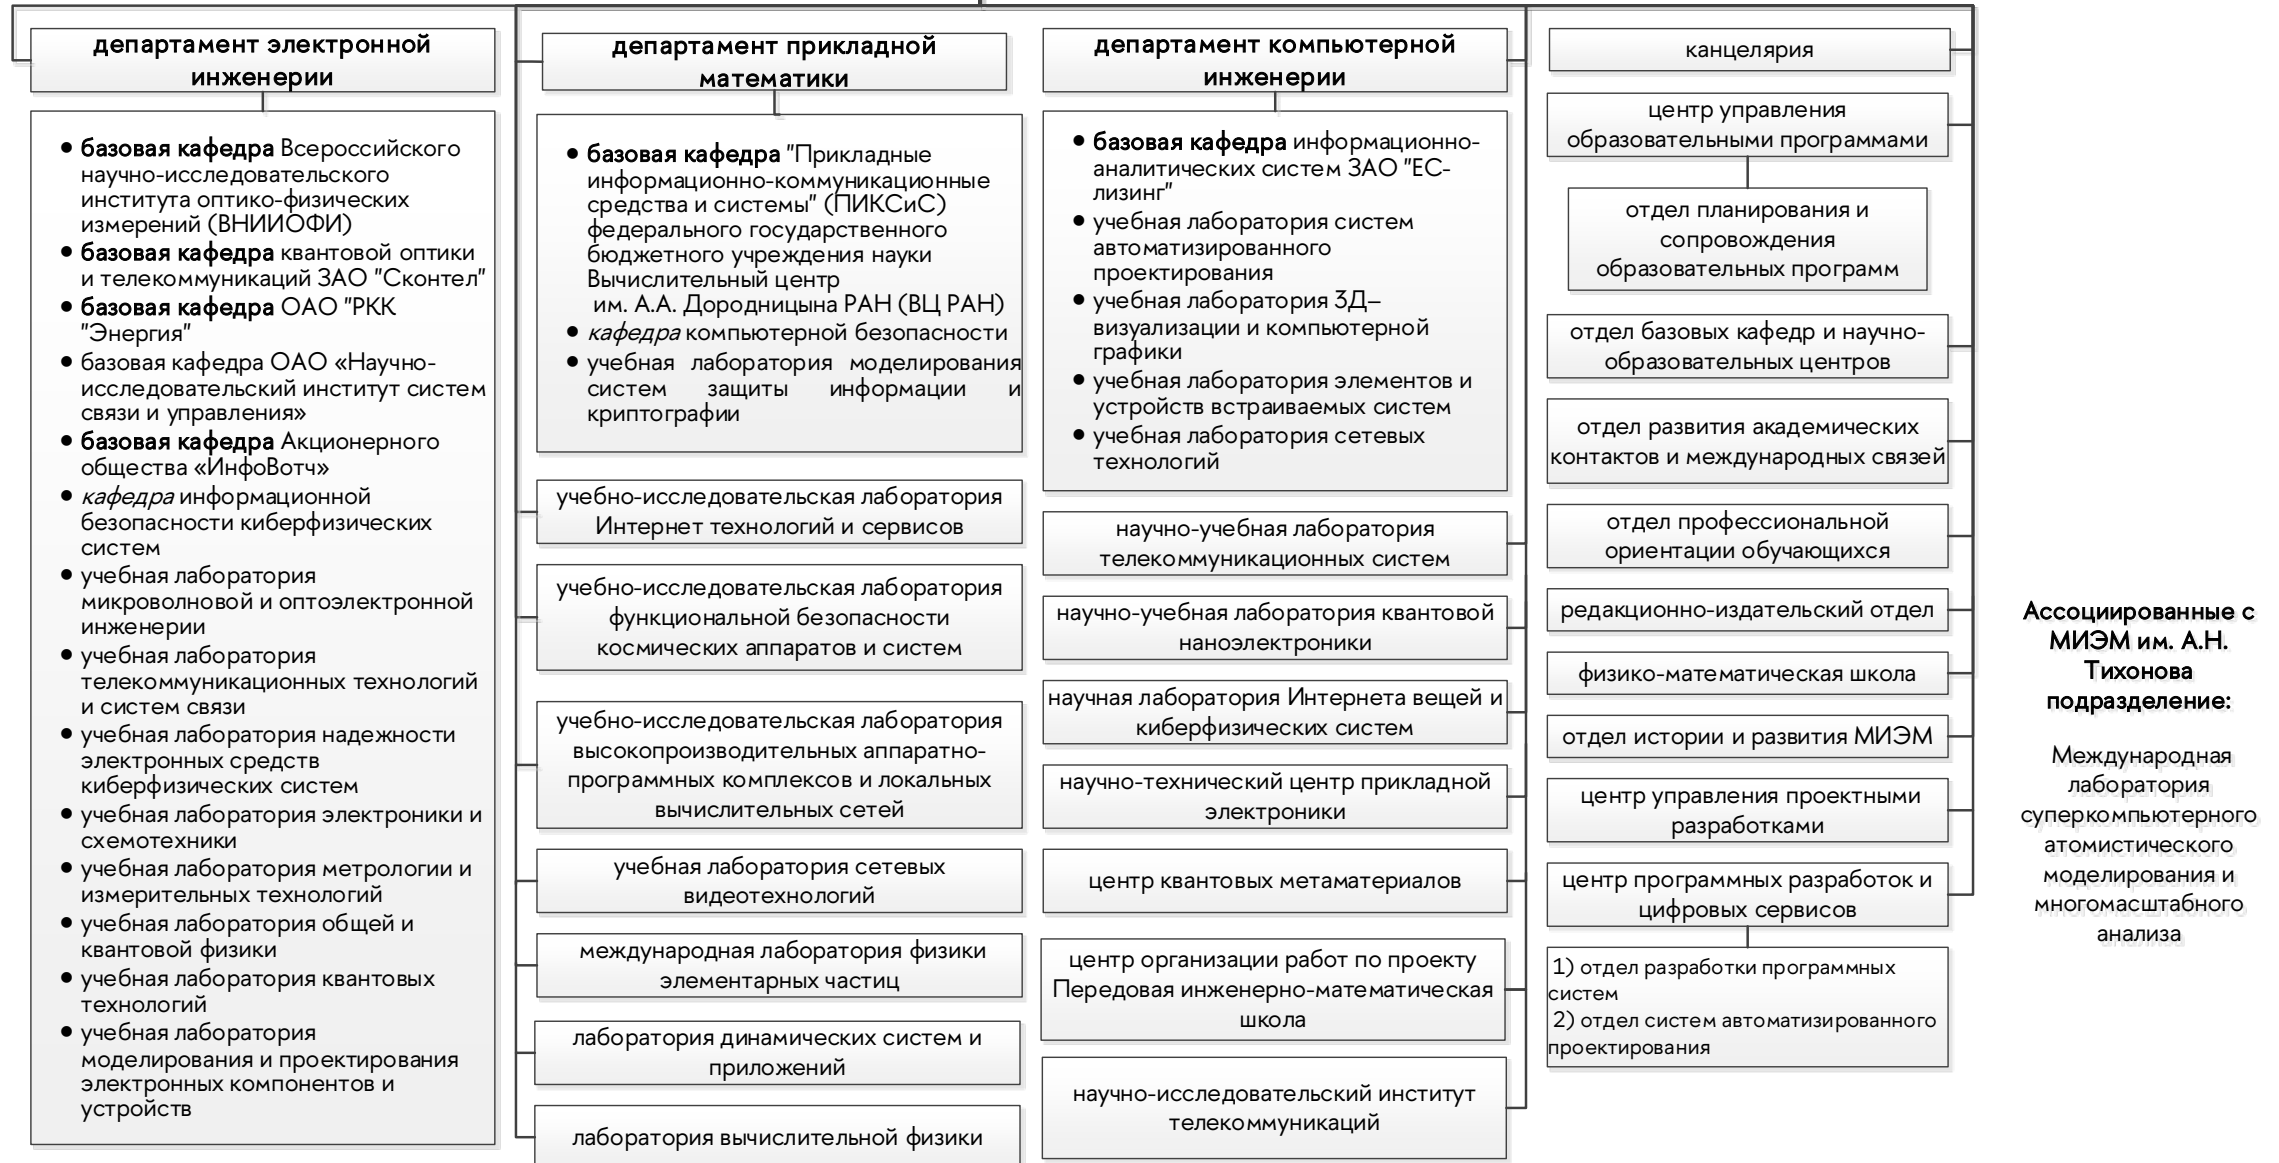 департамент электронной
инженерии
базовая кафедра Всероссийского
научно-исследовательского
института оптико-физических
измерений (ВНИИОФИ)
базовая кафедра квантовой оптики
и телекоммуникаций ЗАО "Сконтел"
базовая кафедра ОАО "РКК
"Энергия"
базовая кафедра ОАО «Научно-
исследовательский институт систем
связи и управления»
базовая кафедра Акционерного
общества «ИнфоВотч»
кафедра информационной
безопасности киберфизических
систем
учебная лаборатория
микроволновой и оптоэлектронной
инженерии
учебная лаборатория
телекоммуникационных технологий
и систем связи
учебная лаборатория надежности
электронных средств
киберфизических систем
учебная лаборатория электроники и
схемотехники
учебная лаборатория метрологии и
измерительных технологий
учебная лаборатория общей и
квантовой физики
учебная лаборатория квантовых
технологий
учебная лаборатория
моделирования и проектирования
электронных компонентов и
устройств
департамент прикладной
математики
базовая кафедра "Прикладные
информационно-коммуникационные
средства и системы" (ПИКСиС)
федерального государственного
бюджетного учреждения науки
Вычислительный центр
им. А.А. Дородницына РАН (ВЦ РАН)
кафедра компьютерной безопасности
учебная лаборатория моделирования
систем защиты информации и
криптографии
учебно-исследовательская лаборатория
Интернет технологий и сервисов
учебно-исследовательская лаборатория
функциональной безопасности
космических аппаратов и систем
учебно-исследовательская лаборатория
высокопроизводительных аппаратно-
программных комплексов и локальных
вычислительных сетей
учебная лаборатория сетевых
видеотехнологий
международная лаборатория физики
элементарных частиц
лаборатория динамических систем и
приложений
лаборатория вычислительной физики
департамент компьютерной
инженерии
базовая кафедра информационно-
аналитических систем ЗАО "ЕС-
лизинг"
учебная лаборатория систем
автоматизированного
проектирования
учебная лаборатория 3Д–
визуализации и компьютерной
графики
учебная лаборатория элементов и
устройств встраиваемых систем
учебная лаборатория сетевых
технологий
научно-учебная лаборатория
телекоммуникационных систем
научно-учебная лаборатория квантовой
наноэлектроники
научная лаборатория Интернета вещей и
киберфизических систем
научно-технический центр прикладной
электроники
центр квантовых метаматериалов
центр организации работ по проекту
Передовая инженерно-математическая
школа
научно-исследовательский институт
телекоммуникаций
канцелярия
центр управления
образовательными программами
отдел планирования и
сопровождения
образовательных программ
отдел базовых кафедр и научно-
образовательных центров
отдел развития академических
контактов и международных связей
отдел профессиональной
ориентации обучающихся
редакционно-издательский отдел
физико-математическая школа
отдел истории и развития МИЭМ
центр управления проектными
разработками
центр программных разработок и
цифровых сервисов
1) отдел разработки программных
систем
2) отдел систем автоматизированного
проектирования
Ассоциированные с
МИЭМ им. А.Н.
Тихонова
подразделение:
Международная
лаборатория
суперкомпьютерного
атомистического
моделирования и
многомасштабного
анализа